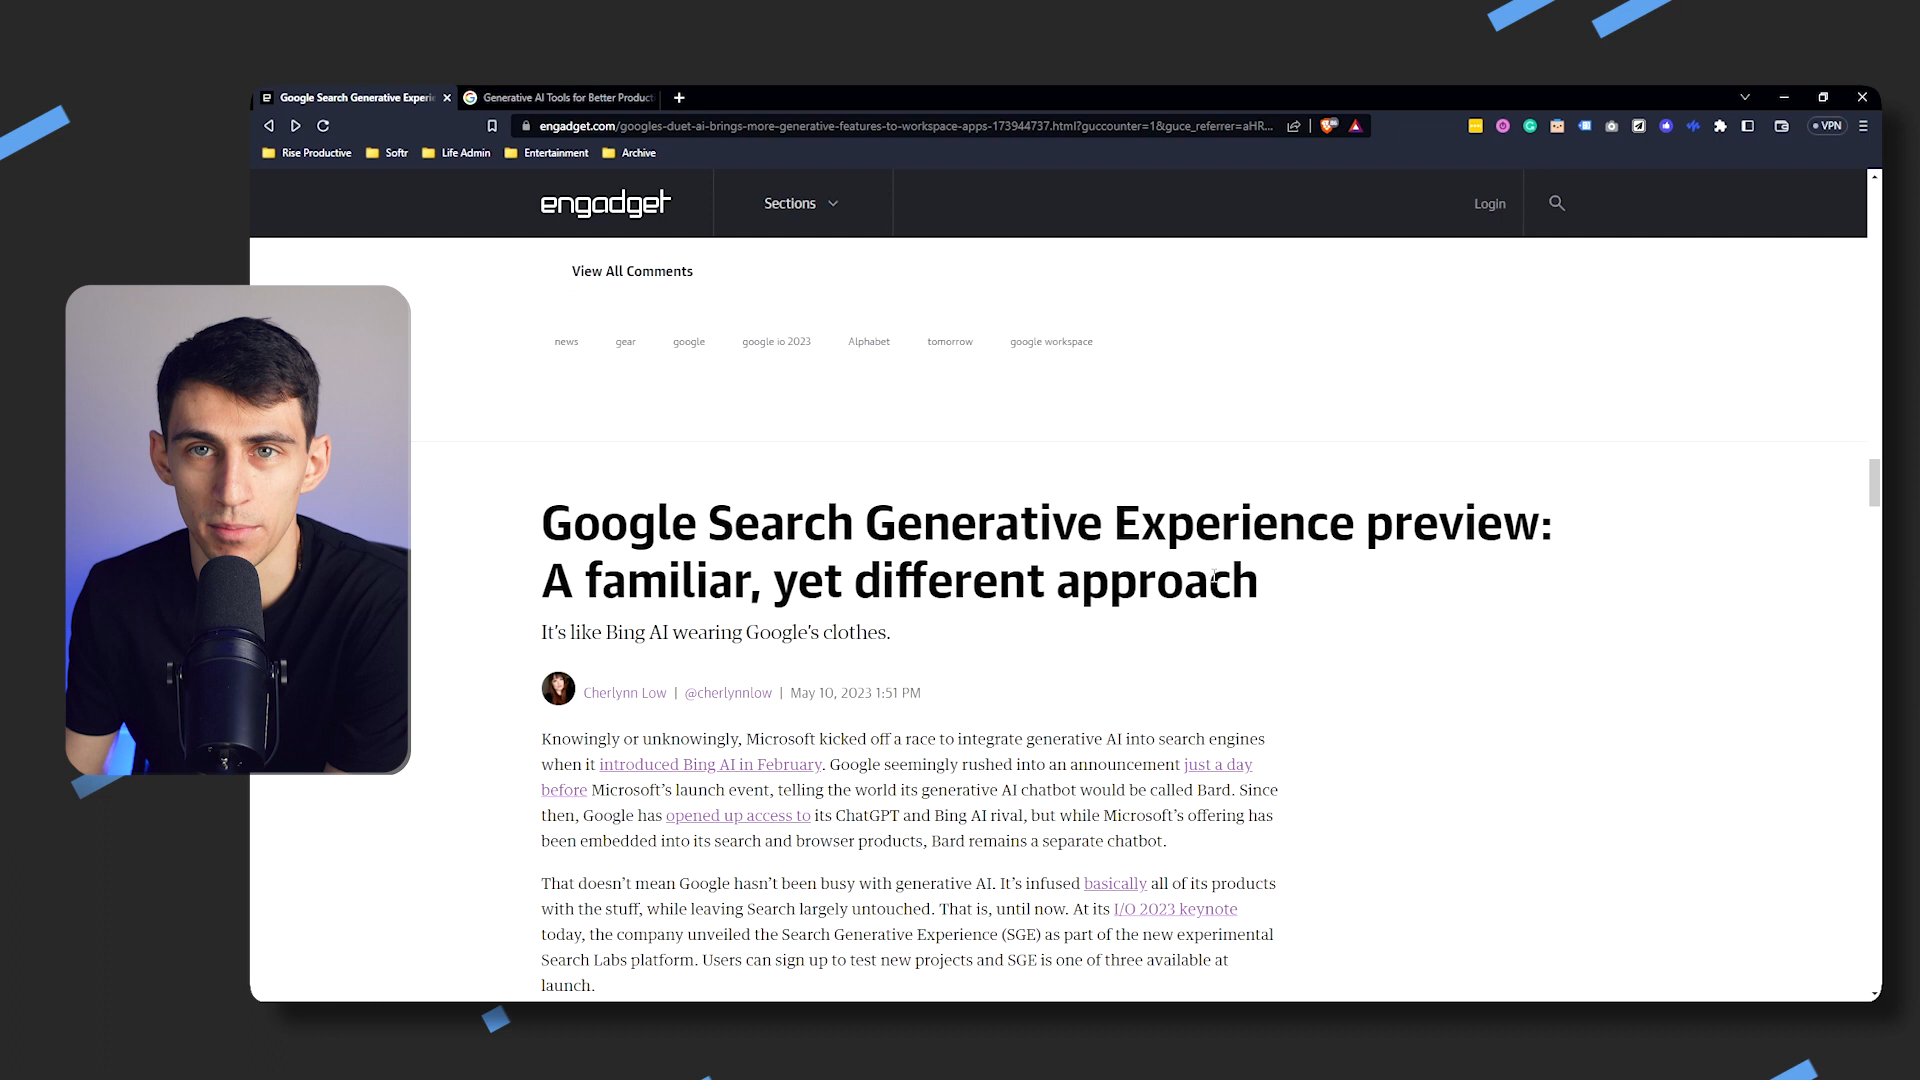 Google Search Generative Experie
Generative AI Tools for Better Product
engadget.com/googles-duet-ai-brings-more-generative-features-to-workspace-apps-173944737.html?guccounter=1&guce_referrer=aHR...
VPN
Rise Productive
Softr
Life Admin
Entertainment
Archive
engadget
Sections
Login
View All Comments
news
gear
google
google io 2023
Alphabet
tomorrow
google workspace
Google Search Generative Experience preview:
A familiar, yet different approach
It's like Bing AI wearing Google's clothes.
Cherlynn Low | @cherlynnlow | May 10, 2023 1:51 PM
Knowingly or unknowingly, Microsoft kicked off a race to integrate generative AI into search engines
when it introduced Bing AI in February. Google seemingly rushed into an announcement just a day
before Microsoft's launch event, telling the world its generative AI chatbot would be called Bard. Since
then, Google has opened up access to its ChatGPT and Bing AI rival, but while Microsoft's offering has
been embedded into its search and browser products, Bard remains a separate chatbot.
That doesn't mean Google hasn't been busy with generative AI. It's infused basically all of its products
with the stuff, while leaving Search largely untouched. That is, until now. At its I/O 2023 keynote
today, the company unveiled the Search Generative Experience (SGE) as part of the new experimental
Search Labs platform. Users can sign up to test new projects and SGE is one of three available at
launch.